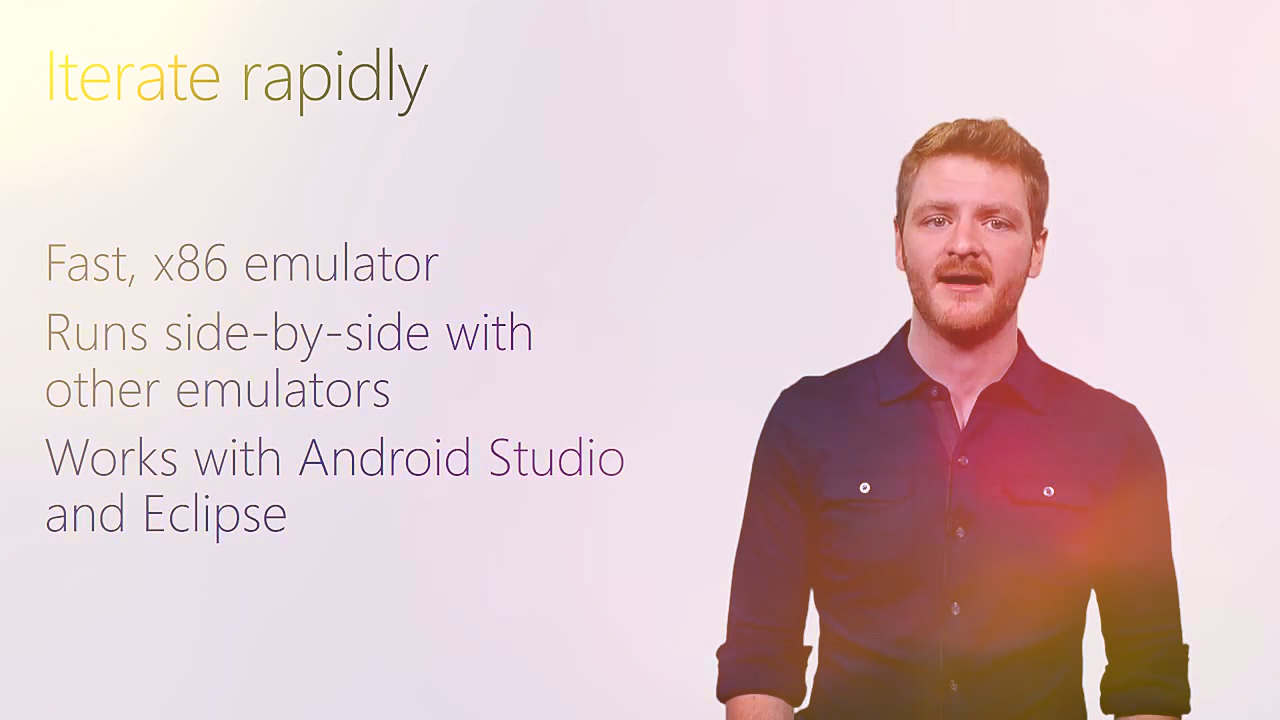 Iterate rapidly
Fast, x86 emulator
Runs side-by-side with
other emulators
Works with Android Studio
and Eclipse